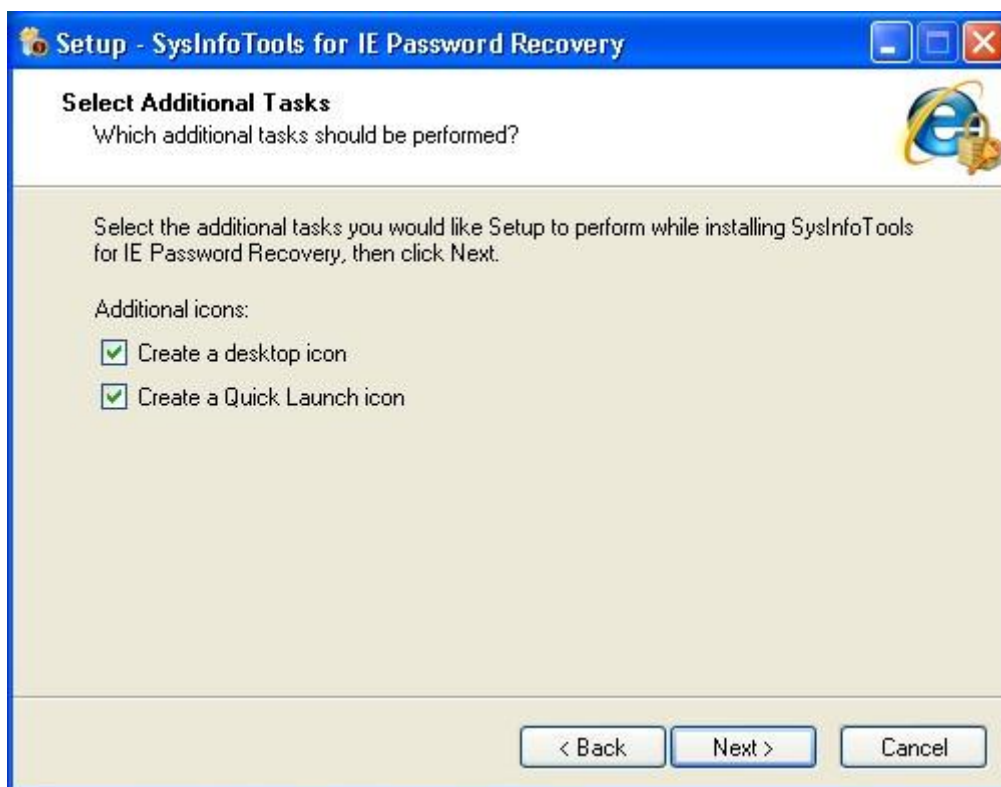 Setup - SysInfoTools for IE Password Recovery
Select Additional Tasks
Which additional tasks should be performed?
Select the additional tasks you would like Setup to perform while installing SysInfoTools
for IE Password Recovery, then click Next.
Additional icons:
Create a desktop icon
Create a Quick Launch icon
< Back Next > Cancel